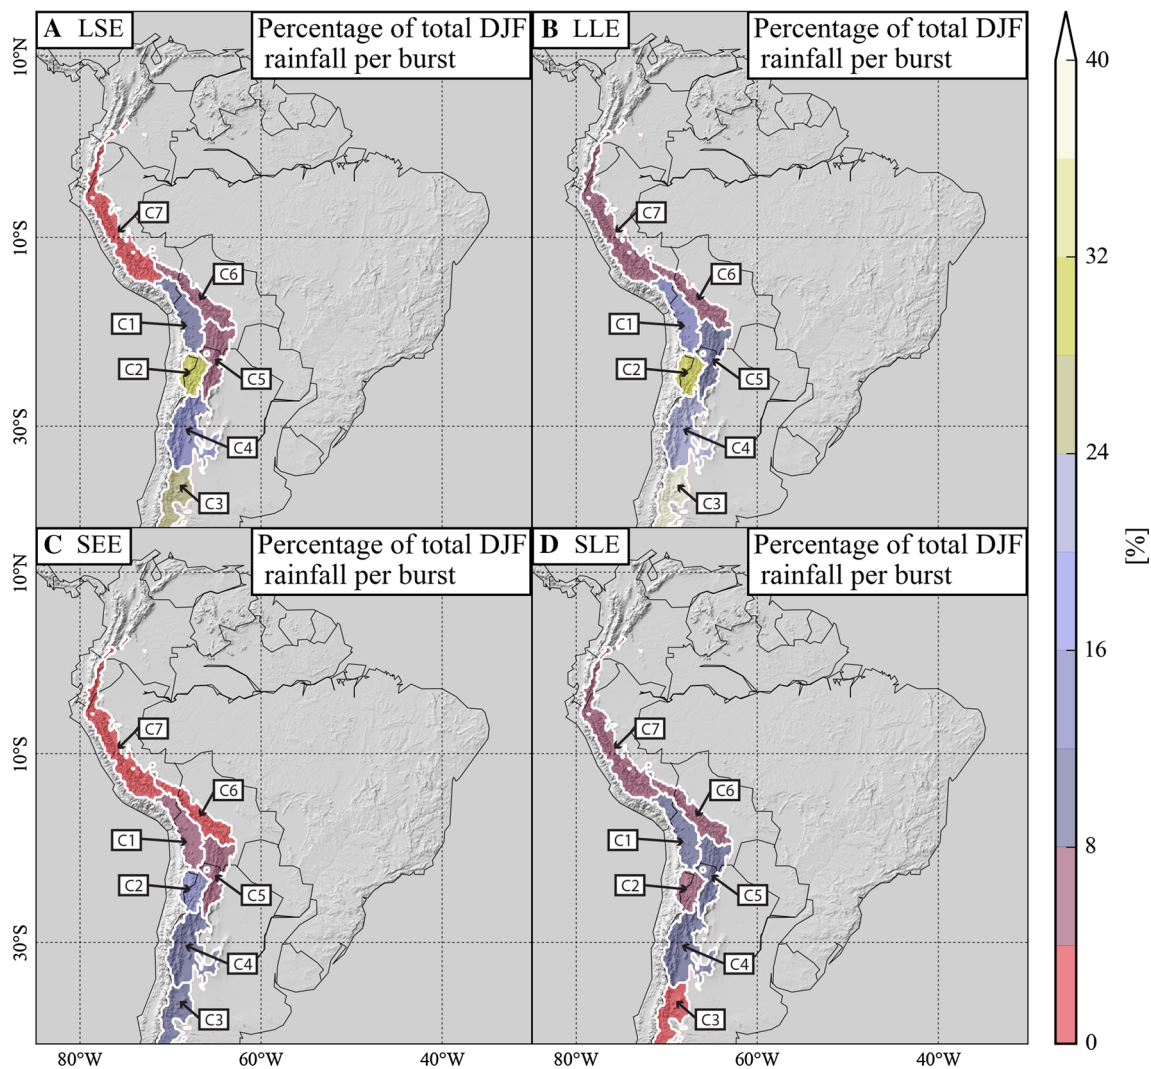 A LSE
Percentage of total DJF
rainfall per burst
B LLE
Percentage of total DJF
rainfall per burst
40
10°N
C7
C7
10°S
32
C6
C6
C1
C1
C2
C2
C5
C5
30°S
24
C4
C4
C3
C3
[%]
C SEE
Percentage of total DJF
rainfall per burst
D SLE
Percentage of total DJF
rainfall per burst
10°N
16
C7
C7
10°S
C6
C6
C1
C1
8
C2
C2
C5
C5
30°S
C4
C4
C3
C3
0
80°W
60°W
40°W
80°W
60°W
40°W